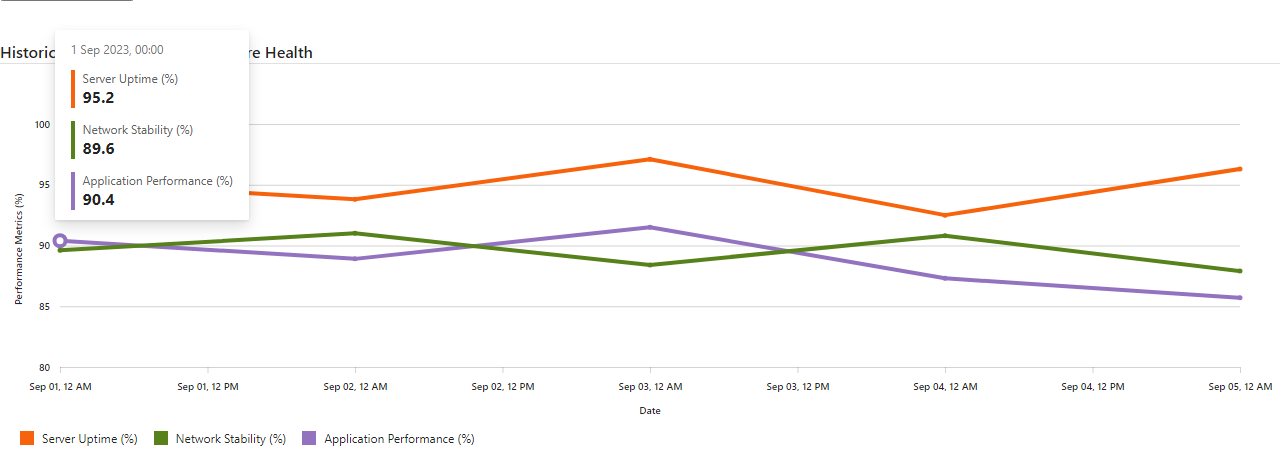 1 Sep 2023, 00:00
Historic
re Health
Server Uptime (%)
95.2
Network Stability (%)
89.6
Application Performance (%)
90.4
100
95
90
85
80
Performance Metrics (%)
Sep 01, 12 AM
Sep 01, 12 PM
Sep 02, 12 AM
Sep 02, 12 PM
Sep 03, 12 AM
Sep 03, 12 PM
Sep 04, 12 AM
Sep 04, 12 PM
Sep 05, 12 AM
Date
Server Uptime (%)
Network Stability (%)
Application Performance (%)